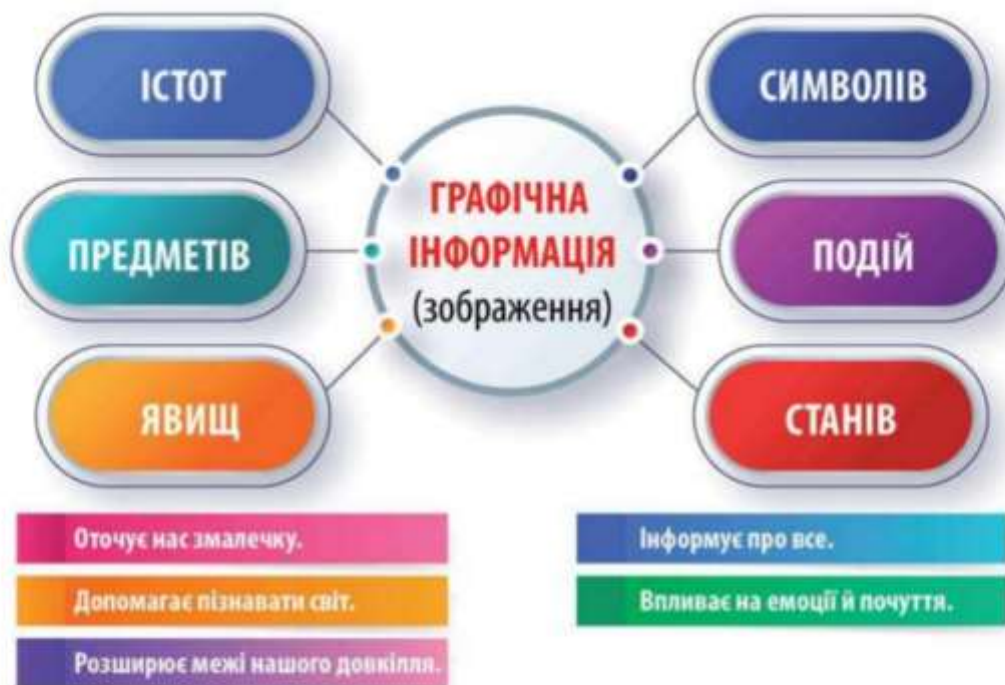 ІСТОТ
СИМВОЛІВ
ГРАФІЧНА
ІНФОРМАЦІЯ
(зображення)
ПРЕДМЕТІВ
ПОДІЙ
ЯВИЩ
СТАНІВ
Оточує нас змалечку.
Допомагає пізнавати світ.
Розширює межі нашого довкілля.
Інформує про все.
Впливає на емоції й почуття.